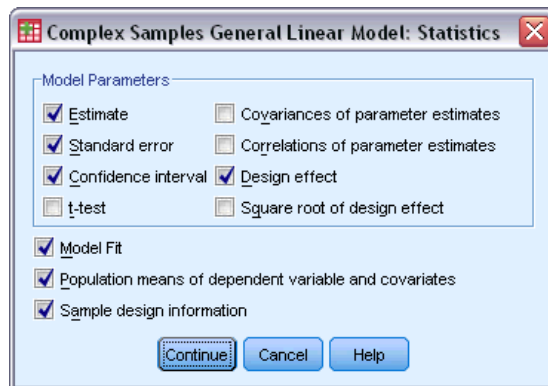 Complex Samples General Linear Model: Statistics
Model Parameters
Estimate
Covariances of parameter estimates
Standard error
Correlations of parameter estimates
Confidence interval
Design effect
t-test
Square root of design effect
Model Fit
Population means of dependent variable and covariates
Sample design information
Continue
Cancel
Help